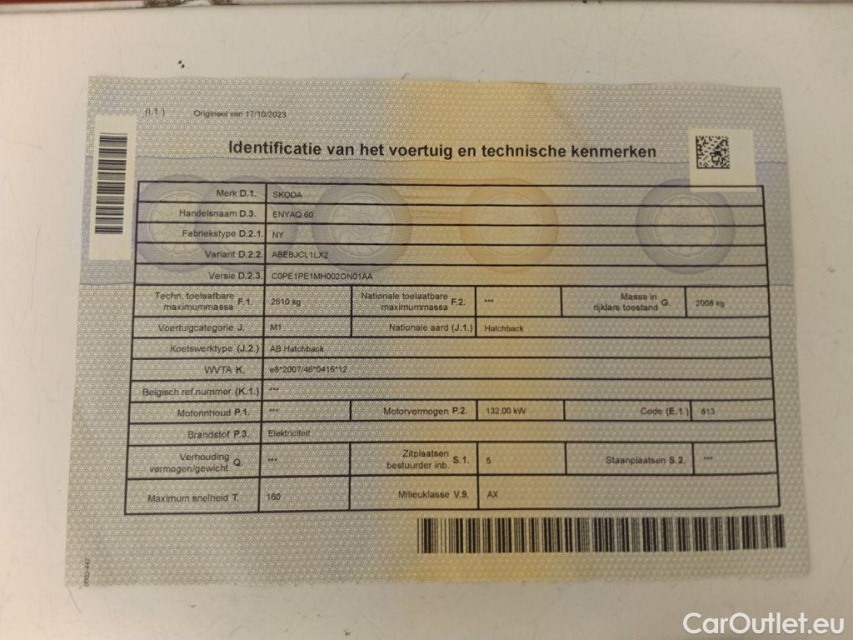 (I.1.) Origineel van 17/10/2023
Identificatie van het voertuig en technische kenmerken
Merk D.1. SKODA
Handelsnaam D.3. ENYAQ 60
Fabriekstype D.2.1. NY
Variant D.2.2. ABEBJCL1LX2
Versie D.2.3. C0PE1PE1MH002ON01AA
Techn. toelaatbare maximummassa F.1. 2510 kg Nationale toelaatbare maximummassa F.2. *** Massa in rijklare toestand G. 2008 kg
Voertuigcategorie J. M1 Nationale aard (J.1.) Hatchback
Koetswerktype (J.2.) AB Hatchback
WVTA K. e8*2007/46*0416*12
Belgisch ref.nummer (K.1.) ***
Motorinhoud P.1. *** Motorvermogen P.2. 132,00 kW Code (E.1.) 813
Brandstof P.3. Elektriciteit
Verhouding vermogen/gewicht Q. *** Zitplaatsen bestuurder inb. S.1. 5 Staanplaatsen S.2. ***
Maximum snelheid T. 160 Milieuklasse V.9. AX
CarOutlet.eu